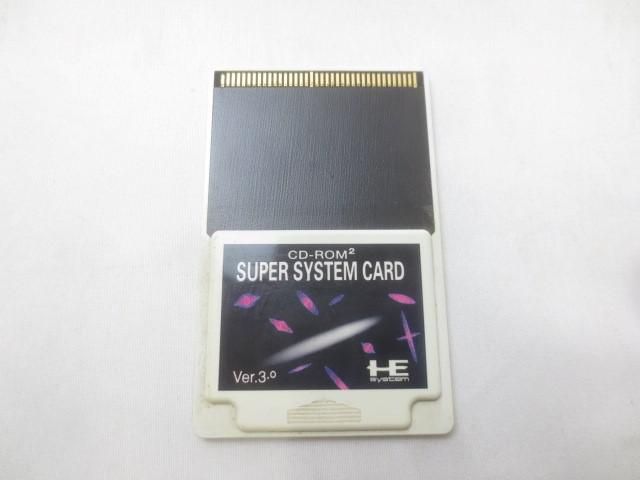 CD-ROM²
SUPER SYSTEM CARD
Ver.3.0
HE
system